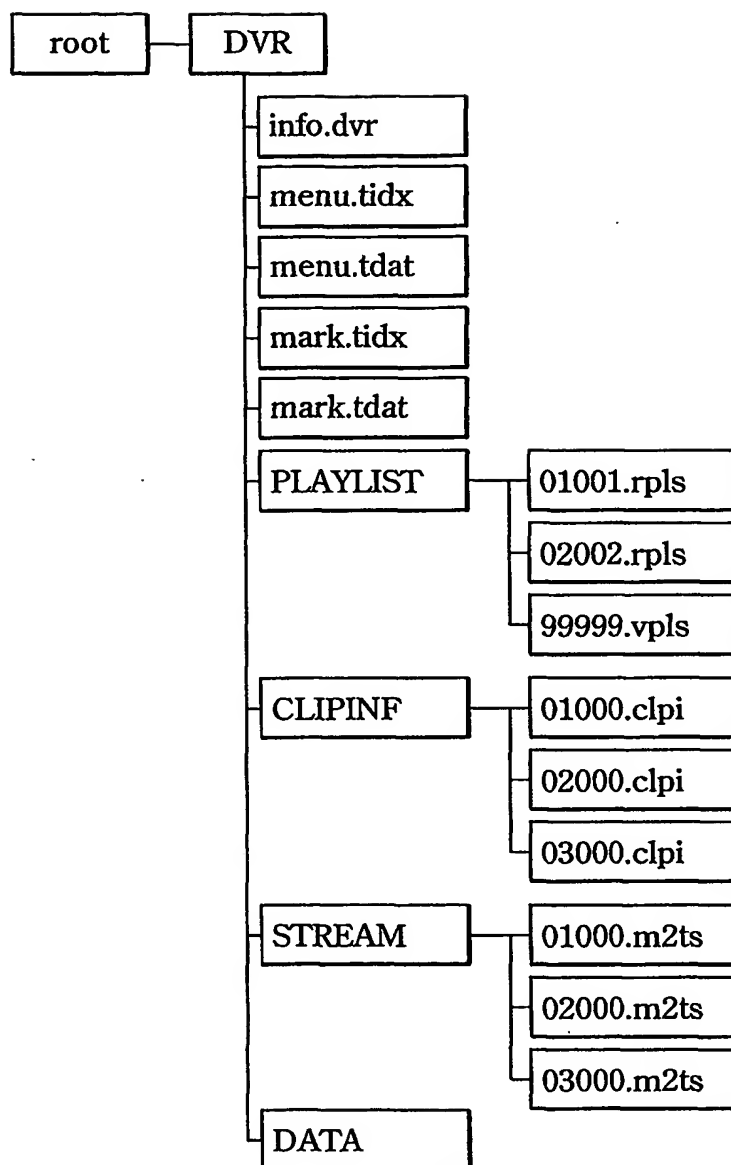 root DVR
info.dvr
menu.tidx
menu.tdat
mark.tidx
mark.tdat
PLAYLIST 01001.rpls
02002.rpls
99999.vpls
CLIPINF 01000.clpi
02000.clpi
03000.clpi
STREAM 01000.m2ts
02000.m2ts
03000.m2ts
DATA